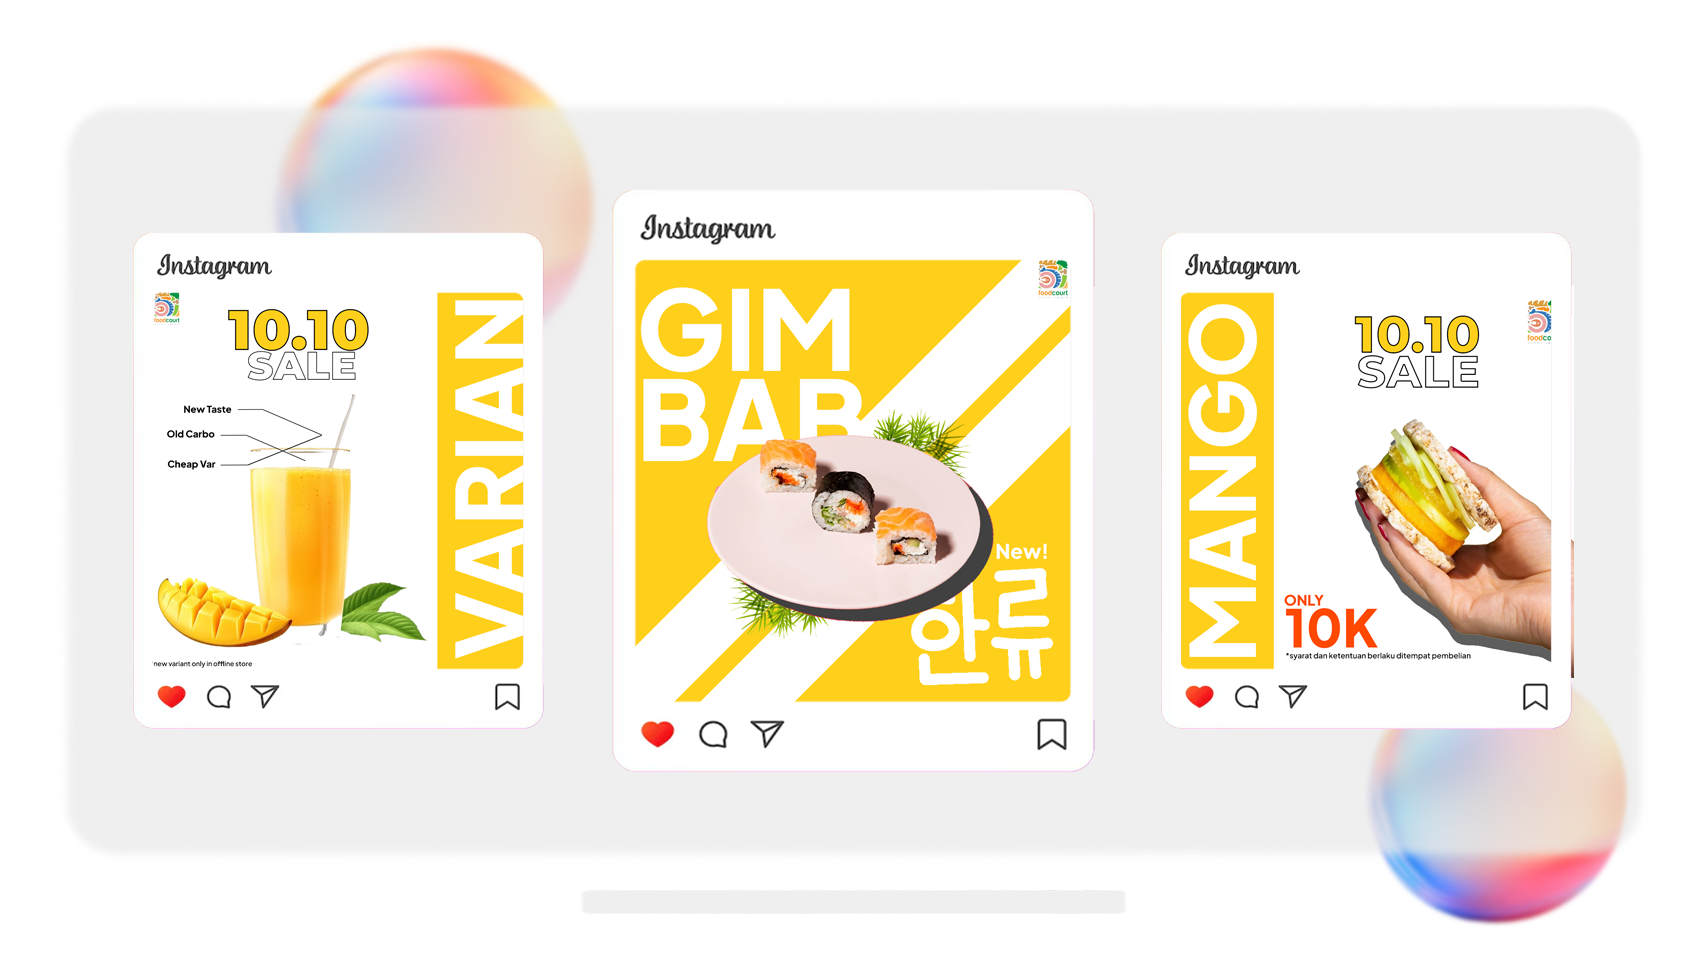 Instagram
foodcourt
10.10
SALE
New Taste
Old Carbo
Cheap Var
new variant only in offline store
VARIAN
Instagram
foodcourt
GIM
BAB
New!
한류
Instagram
MANGO
foodco
10.10
SALE
ONLY
10K
*syarat dan ketentuan berlaku ditempat pembelian